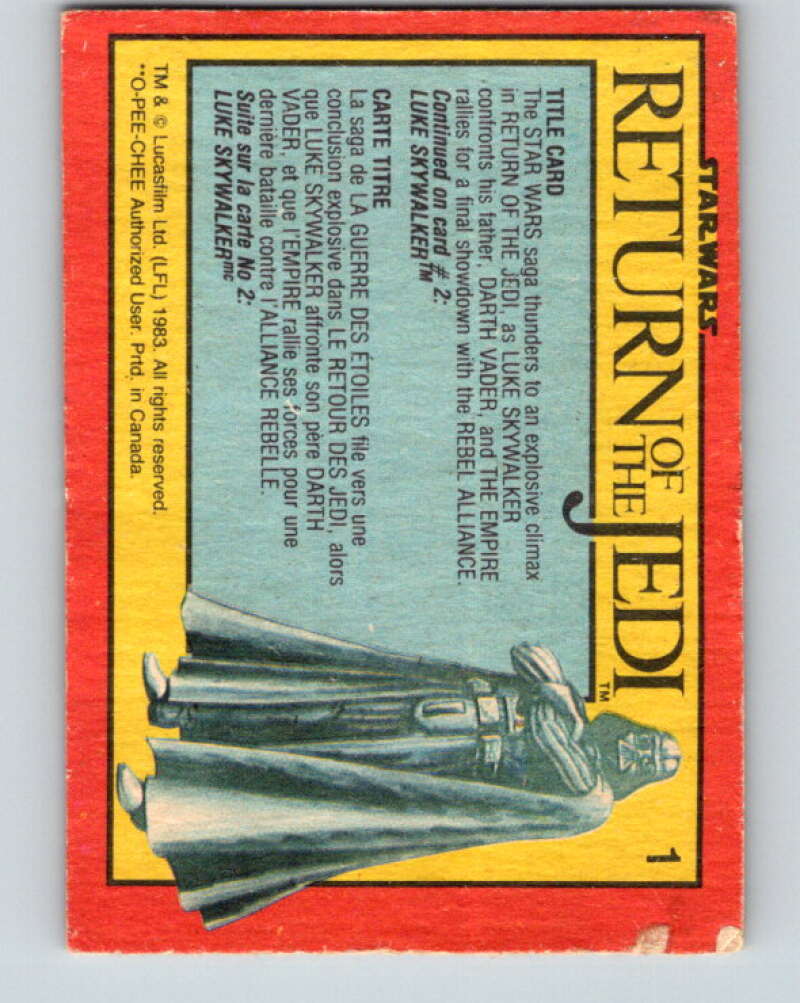 STAR WARS
RETURN OF THE JEDI™
1
TITLE CARD
The STAR WARS saga thunders to an explosive climax
in RETURN OF THE JEDI, as LUKE SKYWALKER
confronts his father, DARTH VADER, and THE EMPIRE
rallies for a final showdown with the REBEL ALLIANCE.
Continued on card # 2:
LUKE SKYWALKER™
CARTE TITRE
La saga de LA GUERRE DES ÉTOILES file vers une
conclusion explosive dans LE RETOUR DES JEDI, alors
que LUKE SKYWALKER affronte son père DARTH
VADER, et que l'EMPIRE rallie ses forces pour une
dernière bataille contre l'ALLIANCE REBELLE.
Suite sur la carte No 2:
LUKE SKYWALKERmc
TM & © Lucasfilm Ltd. (LFL) 1983. All rights reserved.
**O-PEE-CHEE Authorized User. Prtd. in Canada.